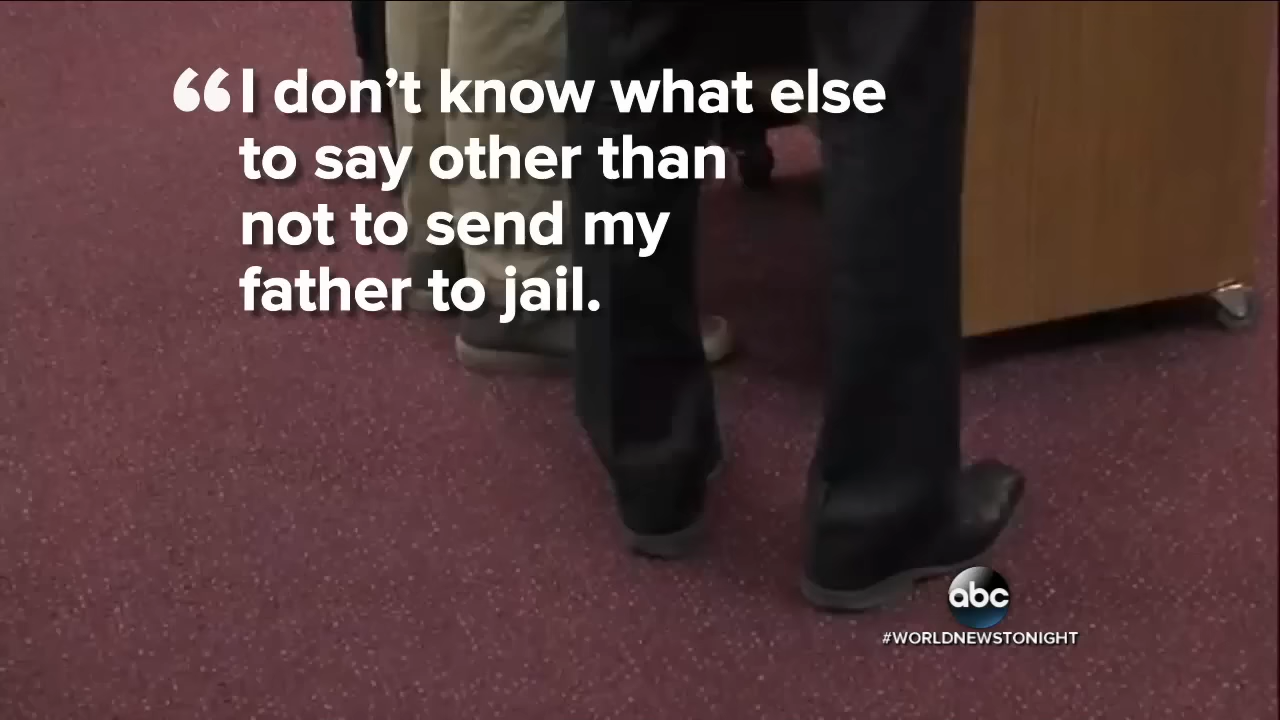 “I don’t know what else
to say other than
not to send my
father to jail.
abc
#WORLDNEWSTONIGHT